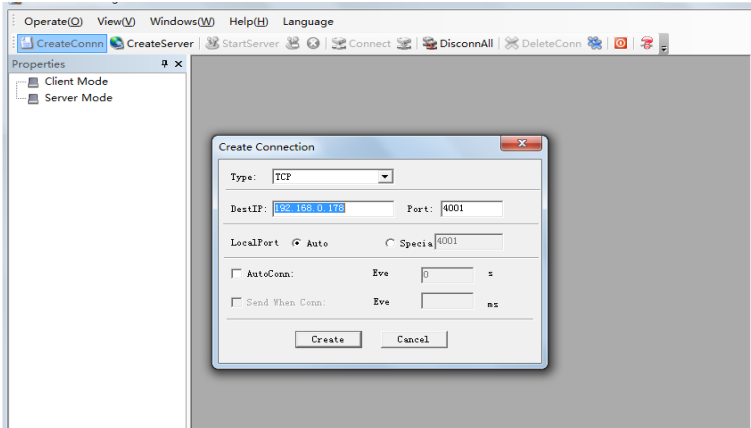 Operate(O) View(V) Windows(W) Help(H) Language
CreateConnn CreateServer StartServer Connect DisconnAll DeleteConn
Properties
Client Mode
Server Mode
Create Connection
Type: TCP
DestIP: 192.168.0.178 Port: 4001
LocalPort Auto Specia 4001
AutoConn: Eve 0 s
Send When Conn: Eve ms
Create Cancel